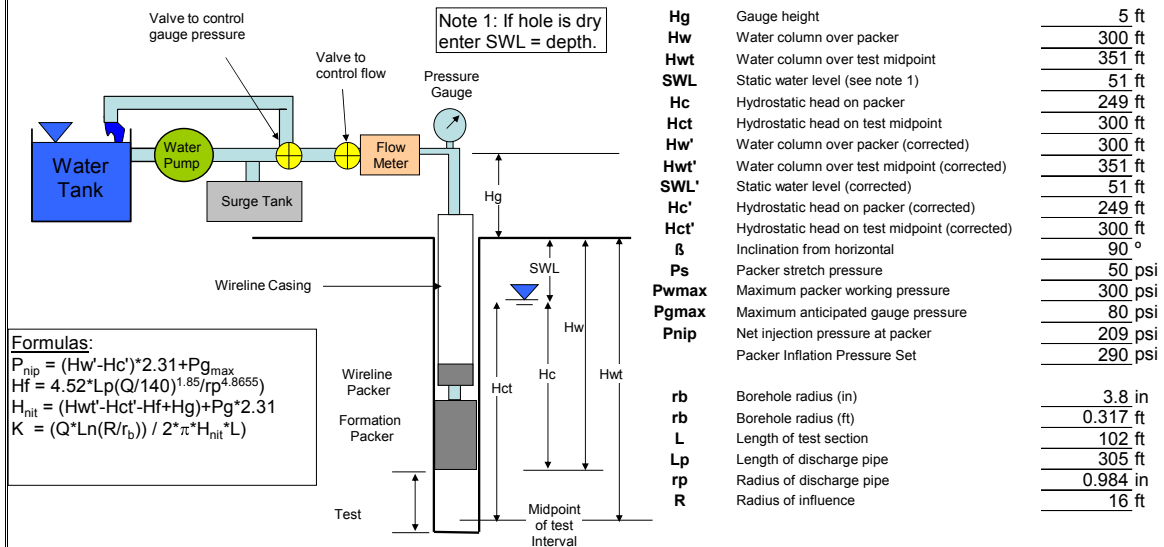 Valve to control
gauge pressure
Note 1: If hole is dry
enter SWL = depth.
Valve to
control flow
Pressure
Gauge
Water
Tank
Water
Pump
Flow
Meter
Surge Tank
Hg
SWL
Wireline Casing
Hw
Hct
Hc
Hwt
Wireline
Packer
Formation
Packer
Test
Midpoint
of test
Interval
Formulas:
P_nip = (Hw'-Hc')*2.31+Pg_max
Hf = 4.52*Lp(Q/140)^1.85/rp^4.8655)
H_nit = (Hwt'-Hct'-Hf+Hg)+Pg*2.31
K = (Q*Ln(R/r_b)) / 2*π*H_nit*L)
Hg Gauge height 5 ft
Hw Water column over packer 300 ft
Hwt Water column over test midpoint 351 ft
SWL Static water level (see note 1) 51 ft
Hc Hydrostatic head on packer 249 ft
Hct Hydrostatic head on test midpoint 300 ft
Hw' Water column over packer (corrected) 300 ft
Hwt' Water column over test midpoint (corrected) 351 ft
SWL' Static water level (corrected) 51 ft
Hc' Hydrostatic head on packer (corrected) 249 ft
Hct' Hydrostatic head on test midpoint (corrected) 300 ft
ß Inclination from horizontal 90 º
Ps Packer stretch pressure 50 psi
Pwmax Maximum packer working pressure 300 psi
Pgmax Maximum anticipated gauge pressure 80 psi
Pnip Net injection pressure at packer 209 psi
Packer Inflation Pressure Set 290 psi
rb Borehole radius (in) 3.8 in
rb Borehole radius (ft) 0.317 ft
L Length of test section 102 ft
Lp Length of discharge pipe 305 ft
rp Radius of discharge pipe 0.984 in
R Radius of influence 16 ft